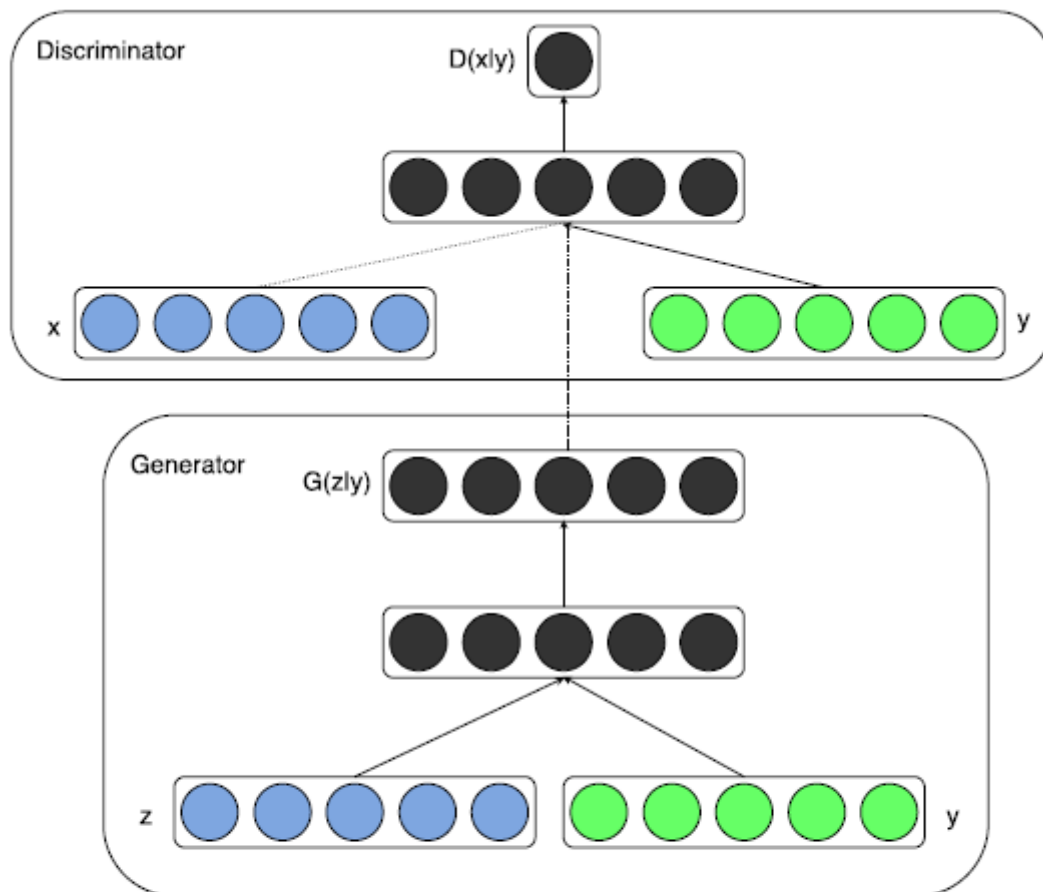 Discriminator
D(x|y)
x
y
Generator
G(z|y)
z
y